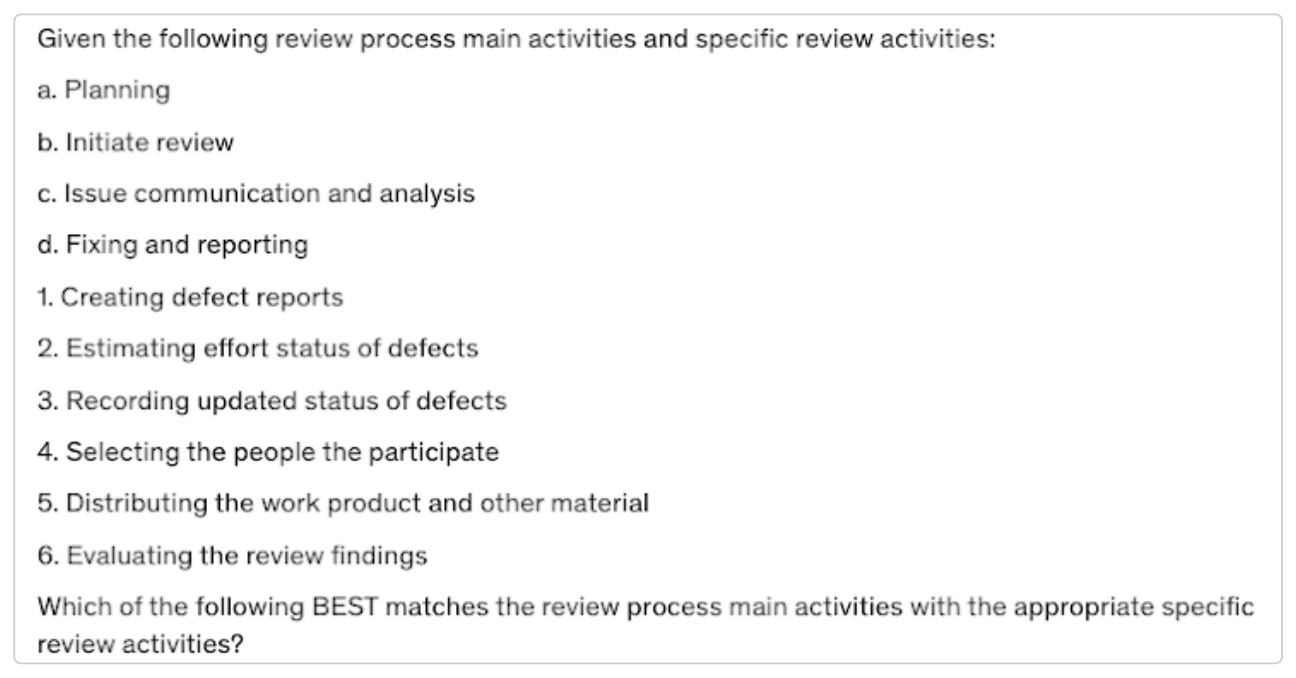 Given the following review process main activities and specific review activities:
a. Planning
b. Initiate review
c. Issue communication and analysis
d. Fixing and reporting
1. Creating defect reports
2. Estimating effort status of defects
3. Recording updated status of defects
4. Selecting the people the participate
5. Distributing the work product and other material
6. Evaluating the review findings
Which of the following BEST matches the review process main activities with the appropriate specific
review activities?